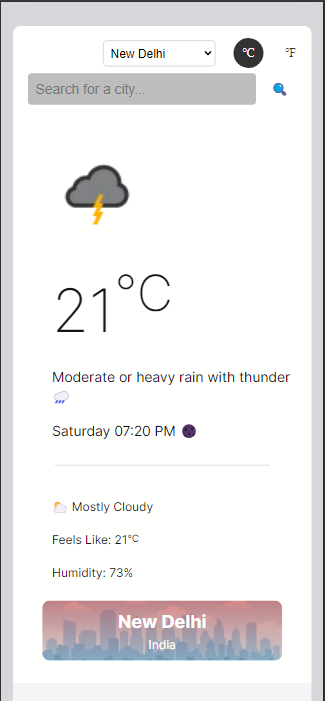 New Delhi
°C
°F
Search for a city...
21°C
Moderate or heavy rain with thunder
Saturday 07:20 PM
Mostly Cloudy
Feels Like: 21°C
Humidity: 73%
New Delhi
India